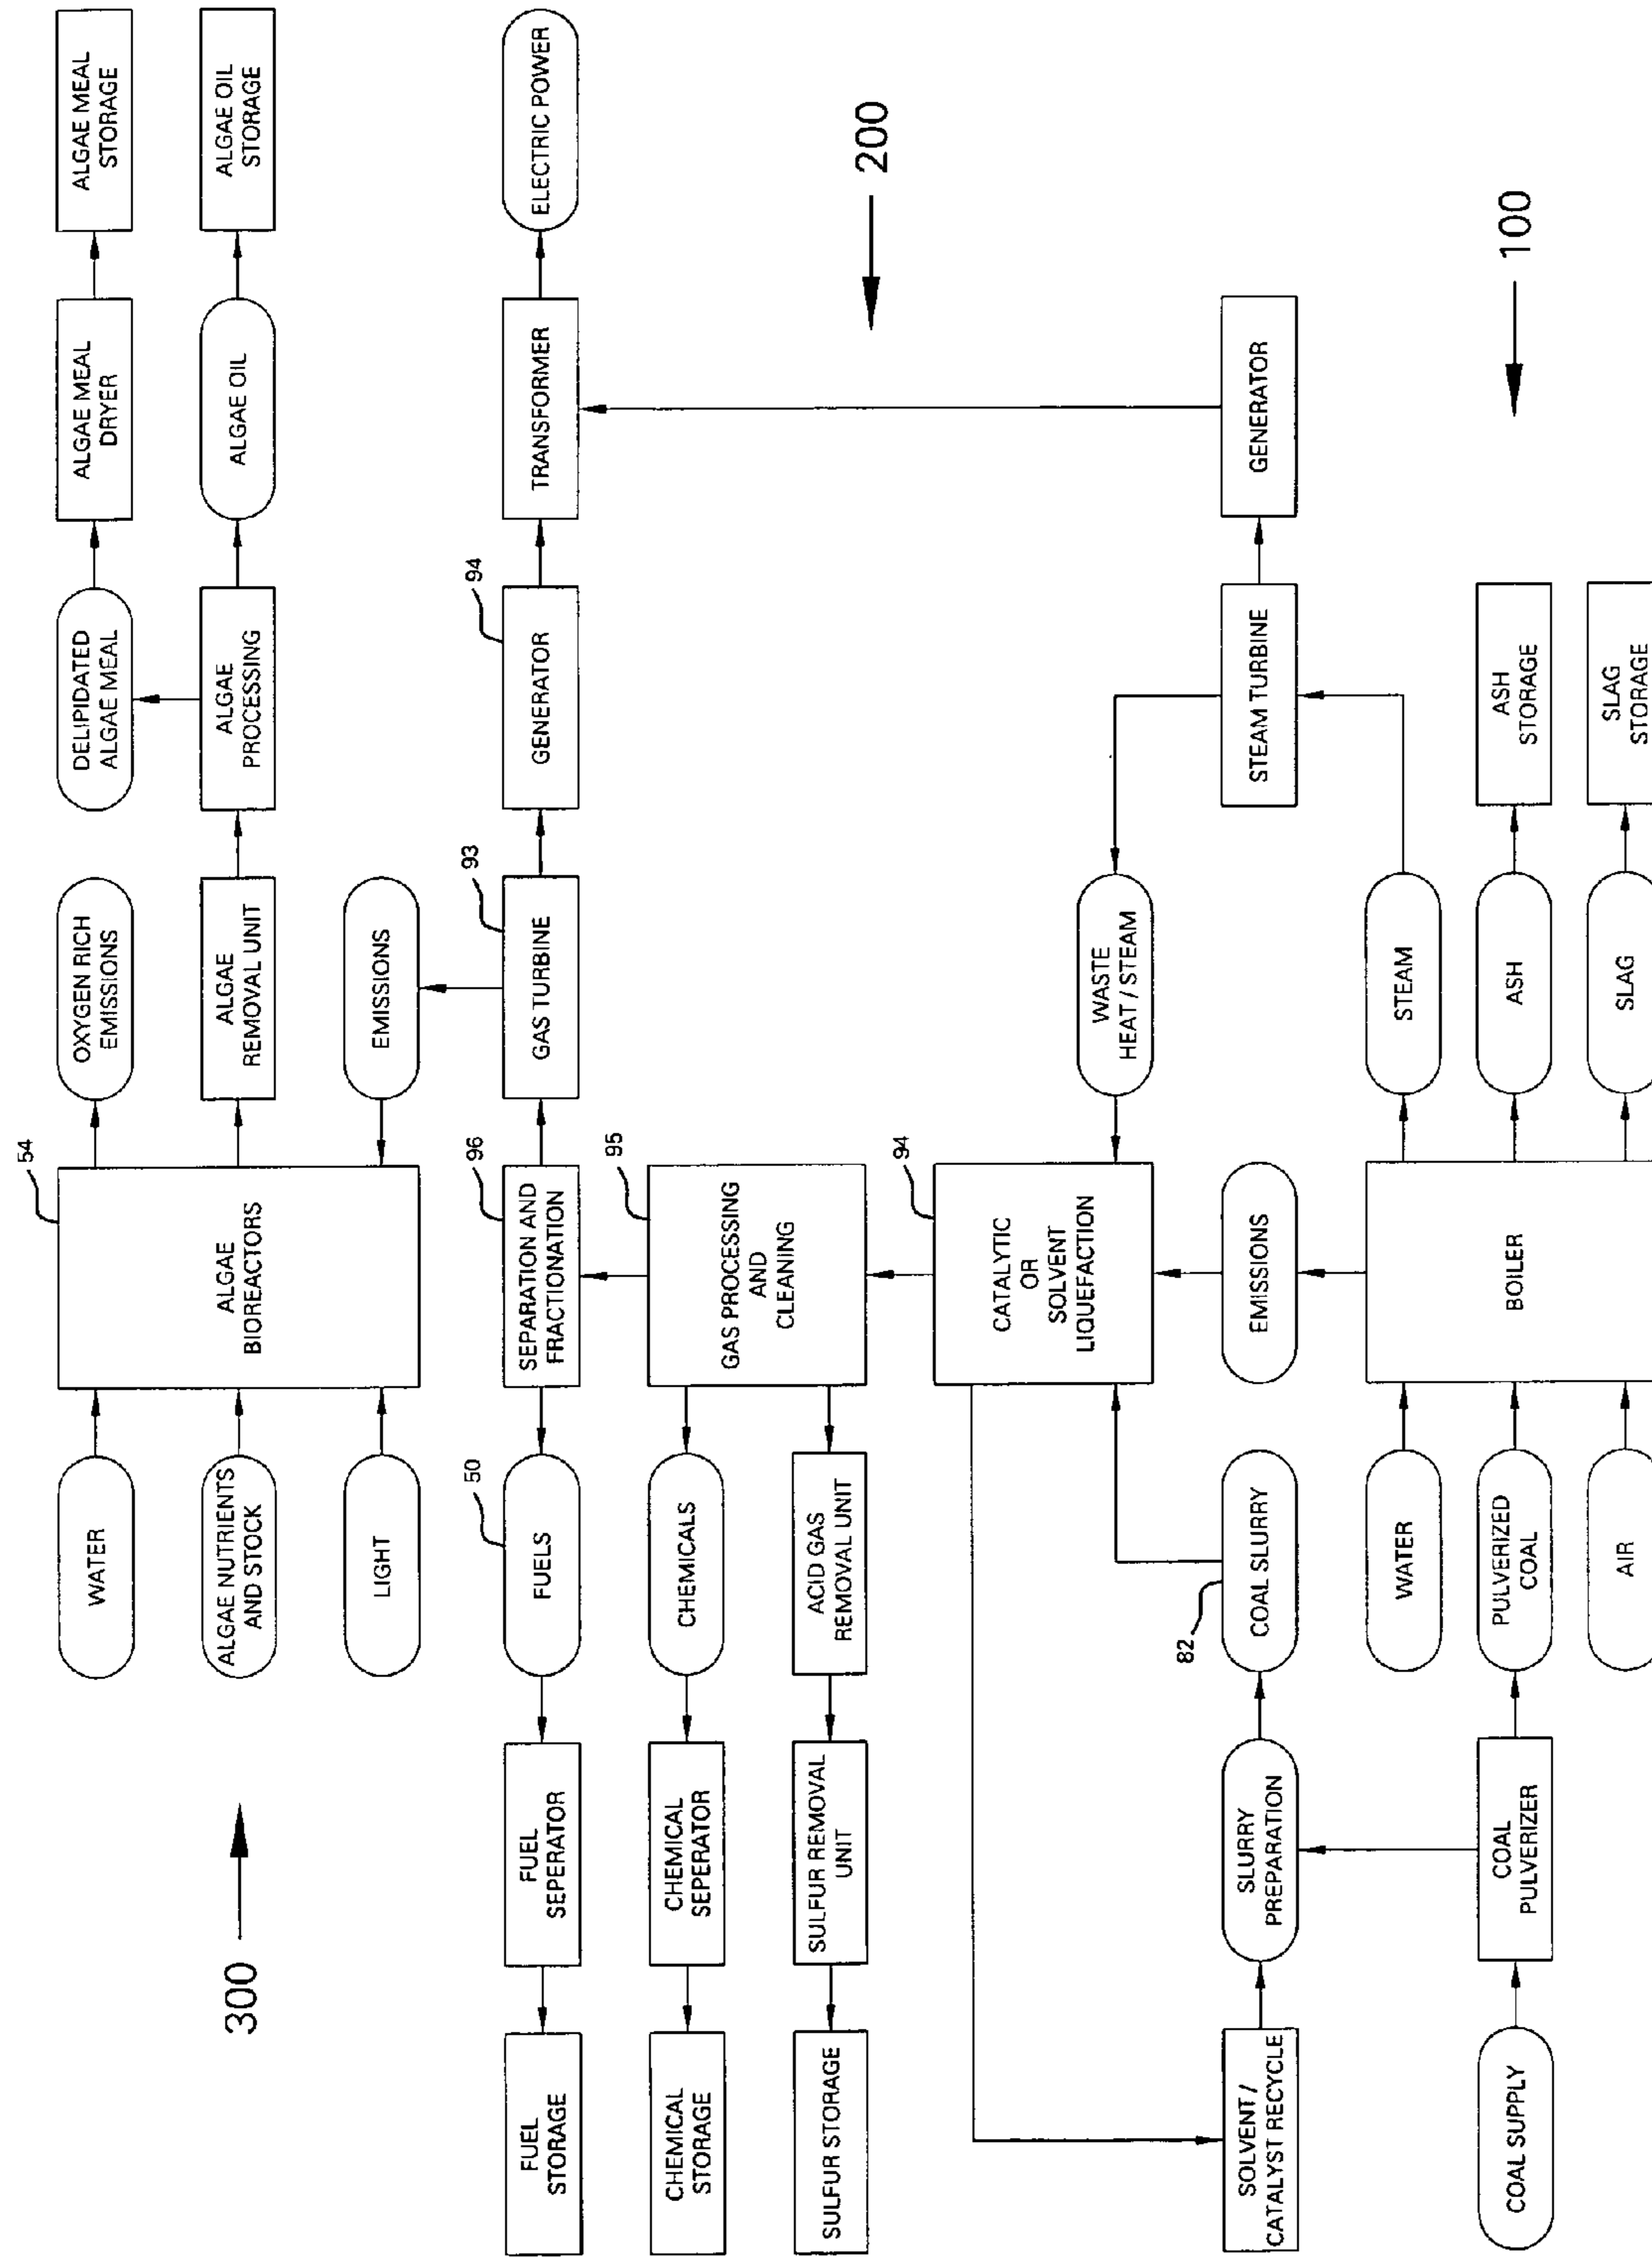 300
WATER
ALGAE NUTRIENTS
AND STOCK
LIGHT
54
ALGAE
BIOREACTORS
OXYGEN RICH
EMISSIONS
ALGAE
REMOVAL UNIT
EMISSIONS
DELIPIDATED
ALGAE MEAL
ALGAE
PROCESSING
ALGAE MEAL
DRYER
ALGAE OIL
ALGAE MEAL
STORAGE
ALGAE OIL
STORAGE
FUEL
STORAGE
FUEL
SEPERATOR
50
FUELS
96
SEPARATION AND
FRACTIONATION
93
GAS TURBINE
94
GENERATOR
TRANSFORMER
ELECTRIC POWER
CHEMICAL
STORAGE
CHEMICAL
SEPERATOR
CHEMICALS
95
GAS PROCESSING
AND
CLEANING
SULFUR STORAGE
SULFUR REMOVAL
UNIT
ACID GAS
REMOVAL UNIT
200
94
CATALYTIC
OR
SOLVENT
LIQUEFACTION
WASTE
HEAT / STEAM
SOLVENT /
CATALYST RECYCLE
SLURRY
PREPARATION
82
COAL SLURRY
EMISSIONS
STEAM TURBINE
GENERATOR
COAL SUPPLY
COAL
PULVERIZER
WATER
PULVERIZED
COAL
AIR
BOILER
STEAM
ASH
SLAG
ASH
STORAGE
SLAG
STORAGE
100